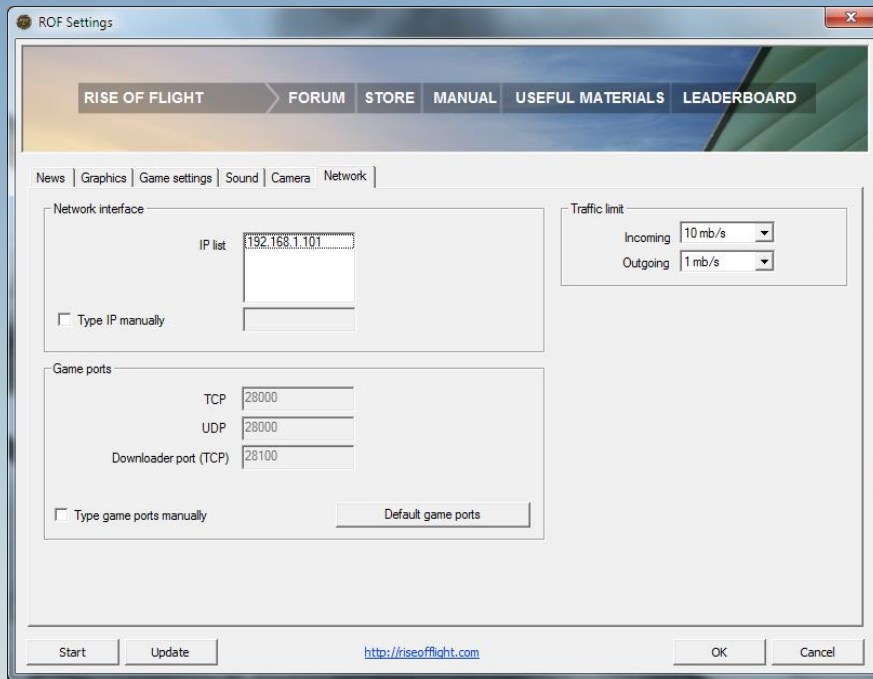 ROF Settings
RISE OF FLIGHT FORUM STORE MANUAL USEFUL MATERIALS LEADERBOARD
News Graphics Game settings Sound Camera Network
Network interface
IP list 192.168.1.101
Type IP manually
Traffic limit
Incoming 10 mb/s
Outgoing 1 mb/s
Game ports
TCP 28000
UDP 28000
Downloader port (TCP) 28100
Type game ports manually Default game ports
Start Update http://riseofflight.com OK Cancel